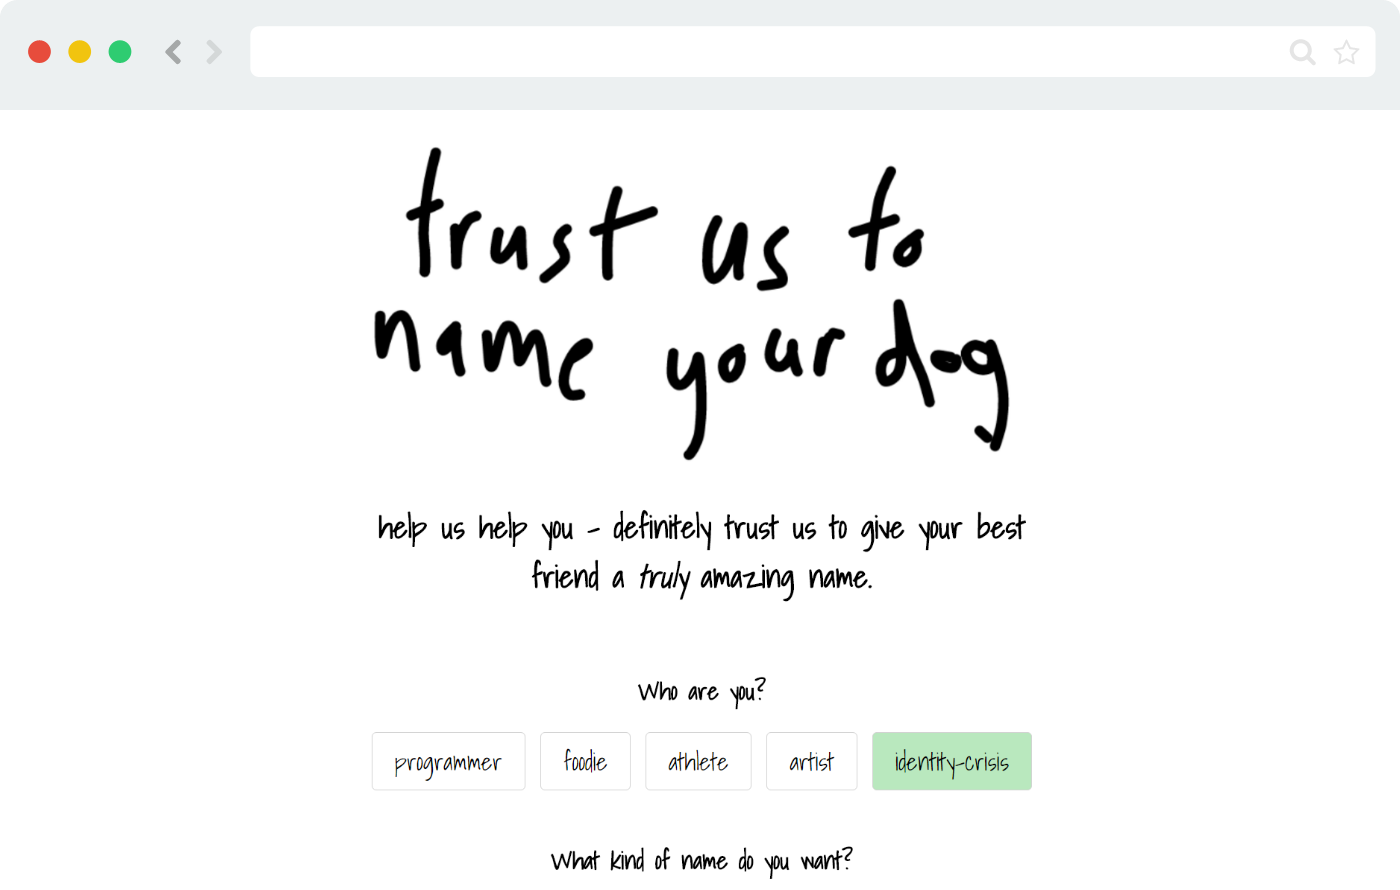 trust us to
name your dog
help us help you - definitely trust us to give your best
friend a truly amazing name.
Who are you?
programmer foodie athlete artist identity-crisis
What kind of name do you want?